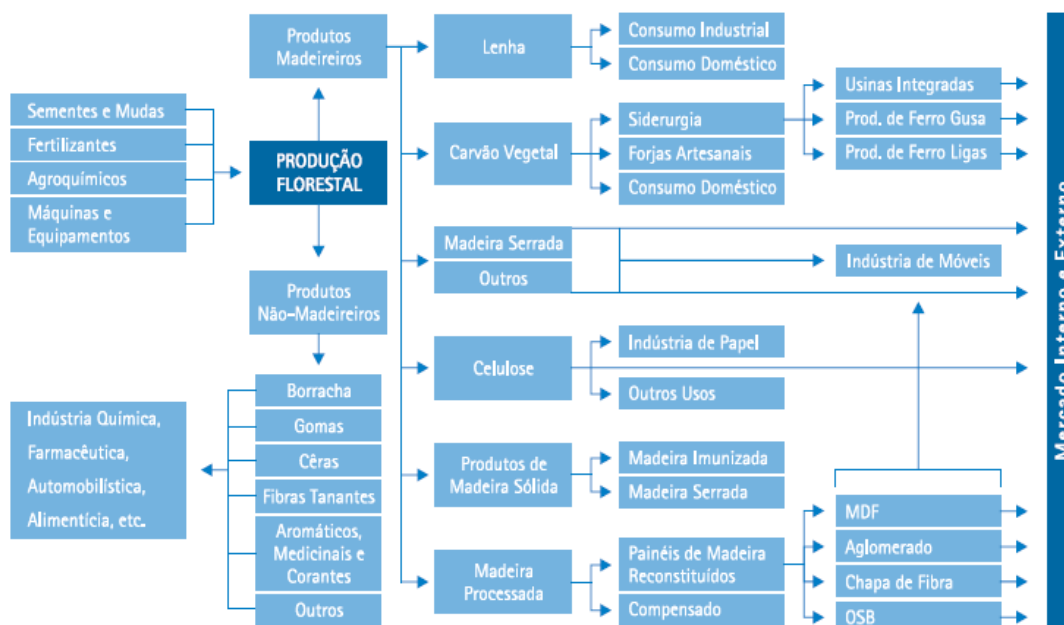 Produtos
Madeireiros
Lenha
Consumo Industrial
Consumo Doméstico
Sementes e Mudas
Fertilizantes
Agroquímicos
Máquinas e
Equipamentos
PRODUÇÃO
FLORESTAL
Carvão Vegetal
Siderurgia
Forjas Artesanais
Consumo Doméstico
Usinas Integradas
Prod. de Ferro Gusa
Prod. de Ferro Ligas
Madeira Serrada
Outros
Indústria de Móveis
Produtos
Não-Madeireiros
Celulose
Indústria de Papel
Outros Usos
Indústria Química,
Farmacêutica,
Automobilística,
Alimentícia, etc.
Borracha
Gomas
Cêras
Fibras Tanantes
Aromáticos,
Medicinais e
Corantes
Outros
Produtos de
Madeira Sólida
Madeira Imunizada
Madeira Serrada
Madeira
Processada
Painéis de Madeira
Reconstituídos
Compensado
MDF
Aglomerado
Chapa de Fibra
OSB
Mercado Interno e Externo